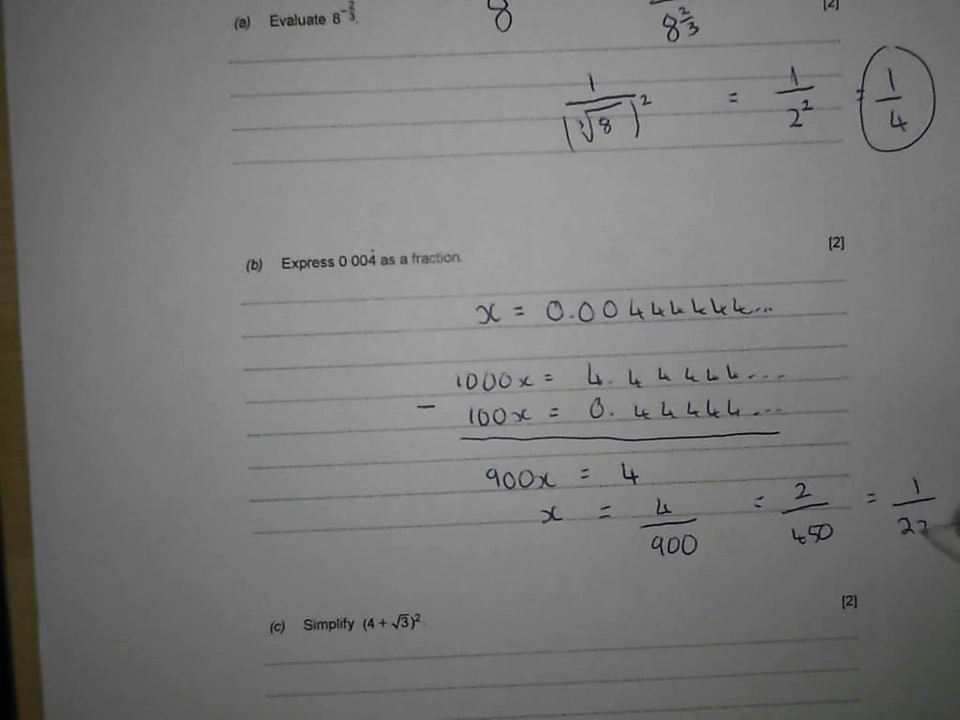 (a) Evaluate 8^-2/3. [2]
8 8^2/3
1/(∛8)² = 1/2² = 1/4
(b) Express 0·004̇ as a fraction. [2]
x = 0.00444444...
1000x = 4.44444...
− 100x = 0.44444...
900x = 4
x = 4/900 = 2/450 = 1/22
(c) Simplify (4 + √3)². [2]